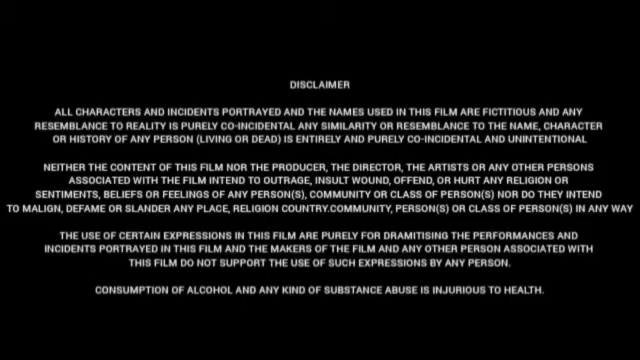 DISCLAIMER
ALL CHARACTERS AND INCIDENTS PORTRAYED AND THE NAMES USED IN THIS FILM ARE FICTITIOUS AND ANY
RESEMBLANCE TO REALITY IS PURELY CO-INCIDENTAL ANY SIMILARITY OR RESEMBLANCE TO THE NAME, CHARACTER
OR HISTORY OF ANY PERSON (LIVING OR DEAD) IS ENTIRELY AND PURELY CO-INCIDENTAL AND UNINTENTIONAL
NEITHER THE CONTENT OF THIS FILM NOR THE PRODUCER, THE DIRECTOR, THE ARTISTS OR ANY OTHER PERSONS
ASSOCIATED WITH THE FILM INTEND TO OUTRAGE, INSULT WOUND, OFFEND, OR HURT ANY RELIGION OR
SENTIMENTS, BELIEFS OR FEELINGS OF ANY PERSON(S), COMMUNITY OR CLASS OF PERSON(S) NOR DO THEY INTEND
TO MALIGN, DEFAME OR SLANDER ANY PLACE, RELIGION COUNTRY.COMMUNITY, PERSON(S) OR CLASS OF PERSON(S) IN ANY WAY
THE USE OF CERTAIN EXPRESSIONS IN THIS FILM ARE PURELY FOR DRAMITISING THE PERFORMANCES AND
INCIDENTS PORTRAYED IN THIS FILM AND THE MAKERS OF THE FILM AND ANY OTHER PERSON ASSOCIATED WITH
THIS FILM DO NOT SUPPORT THE USE OF SUCH EXPRESSIONS BY ANY PERSON.
CONSUMPTION OF ALCOHOL AND ANY KIND OF SUBSTANCE ABUSE IS INJURIOUS TO HEALTH.